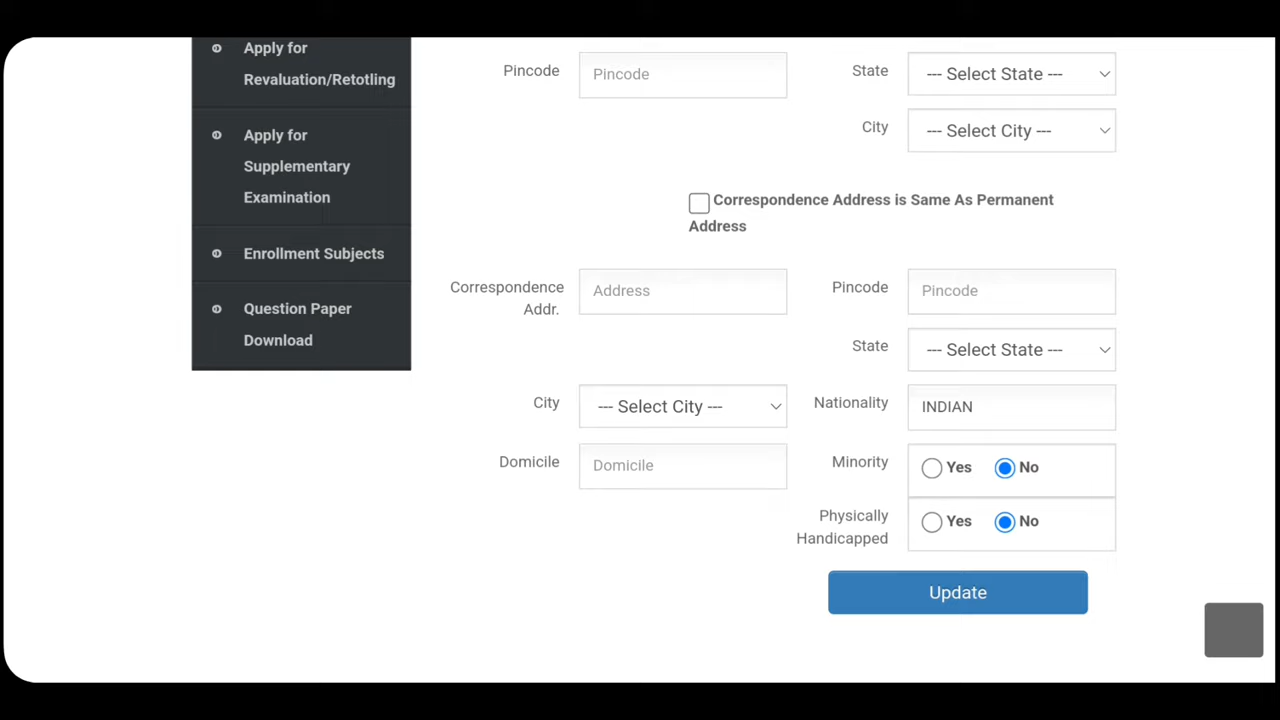 Apply for
Revaluation/Retotling
Apply for
Supplementary
Examination
Enrollment Subjects
Question Paper
Download
Pincode
Pincode
State
--- Select State ---
City
--- Select City ---
Correspondence Address is Same As Permanent
Address
Correspondence
Addr.
Address
Pincode
Pincode
State
--- Select State ---
City
--- Select City ---
Nationality
INDIAN
Domicile
Domicile
Minority
Yes
No
Physically
Handicapped
Yes
No
Update